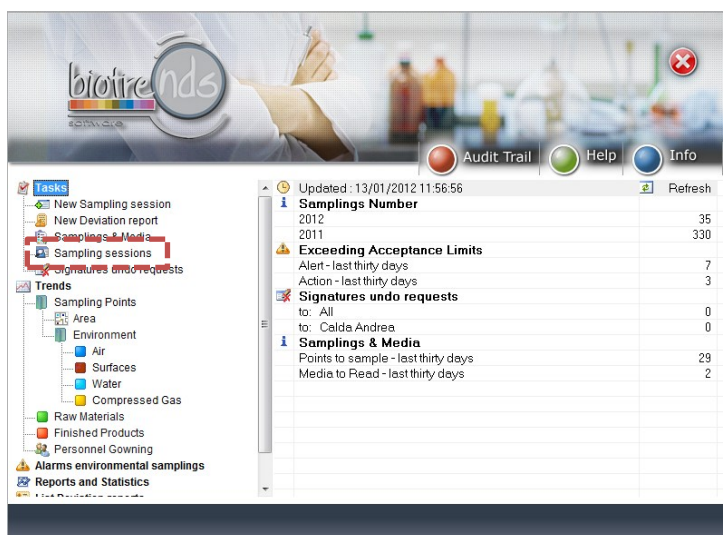 biotrends
software
Audit Trail
Help
Info
Tasks
New Sampling session
New Deviation report
Samplings & Media
Sampling sessions
Signatures undo requests
Trends
Sampling Points
Area
Environment
Air
Surfaces
Water
Compressed Gas
Raw Materials
Finished Products
Personnel Gowning
Alarms environmental samplings
Reports and Statistics
List Deviation reports
Updated : 13/01/2012 11:56:56 Refresh
Samplings Number
2012 35
2011 330
Exceeding Acceptance Limits
Alert - last thirty days 7
Action - last thirty days 3
Signatures undo requests
to: All 0
to: Calda Andrea 0
Samplings & Media
Points to sample - last thirty days 29
Media to Read - last thirty days 2